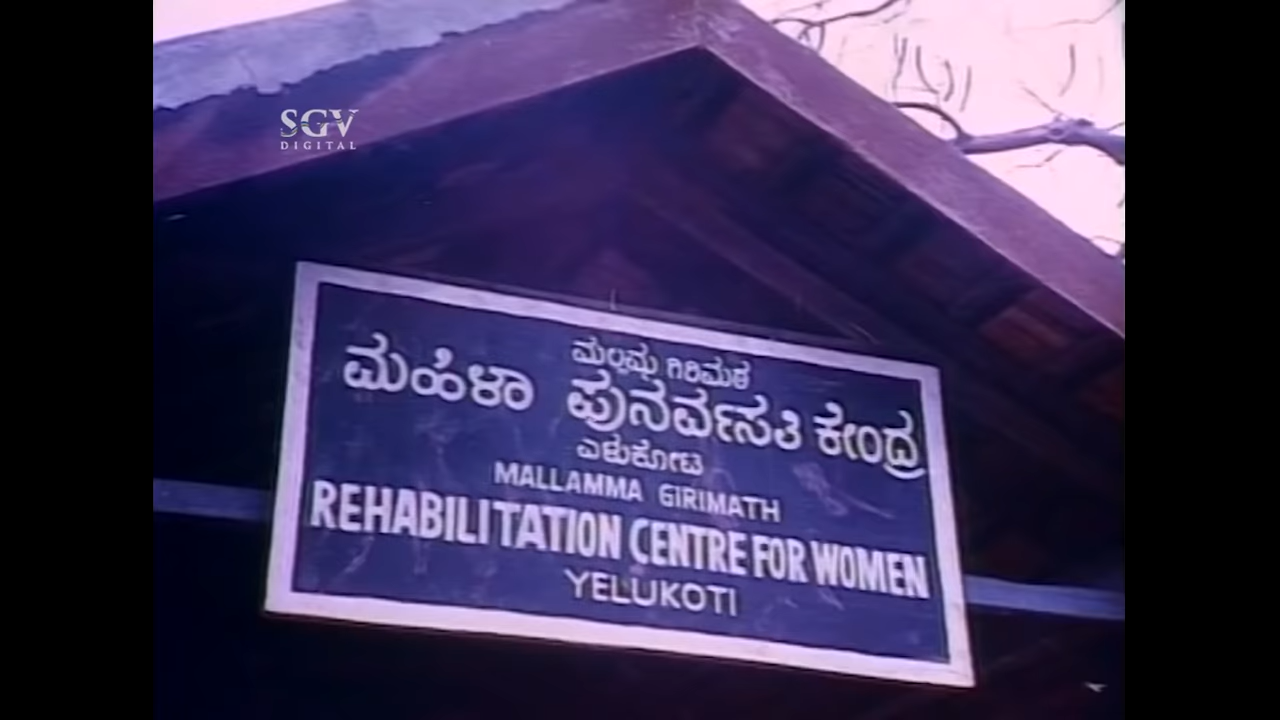 SGV
DIGITAL
ಮಲ್ಲಮ್ಮ ಗಿರಿಮಠ
ಮಹಿಳಾ ಪುನರ್ವಸತಿ ಕೇಂದ್ರ
ಎಳುಕೋಟಿ
MALLAMMA GIRIMATH
REHABILITATION CENTRE FOR WOMEN
YELUKOTI